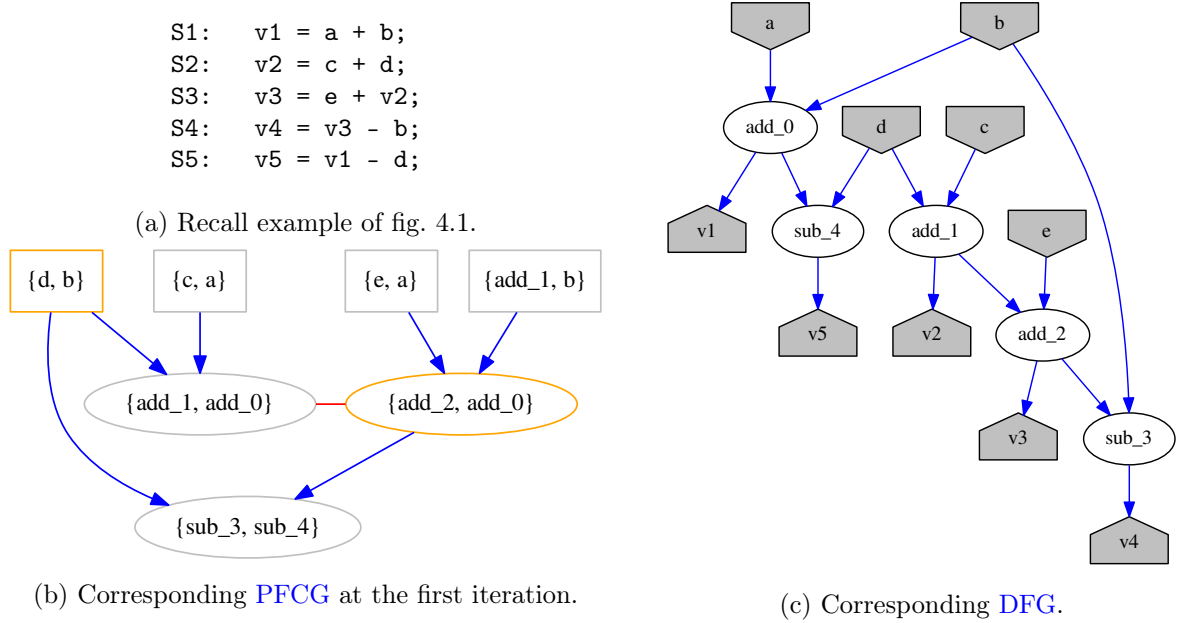 S1: v1 = a + b;
S2: v2 = c + d;
S3: v3 = e + v2;
S4: v4 = v3 - b;
S5: v5 = v1 - d;
(a) Recall example of fig. 4.1.
{d, b} {c, a} {e, a} {add_1, b}
{add_1, add_0} {add_2, add_0}
{sub_3, sub_4}
(b) Corresponding PFCG at the first iteration.
a b
add_0 d c
v1 sub_4 add_1 e
v5 v2 add_2
v3 sub_3
v4
(c) Corresponding DFG.